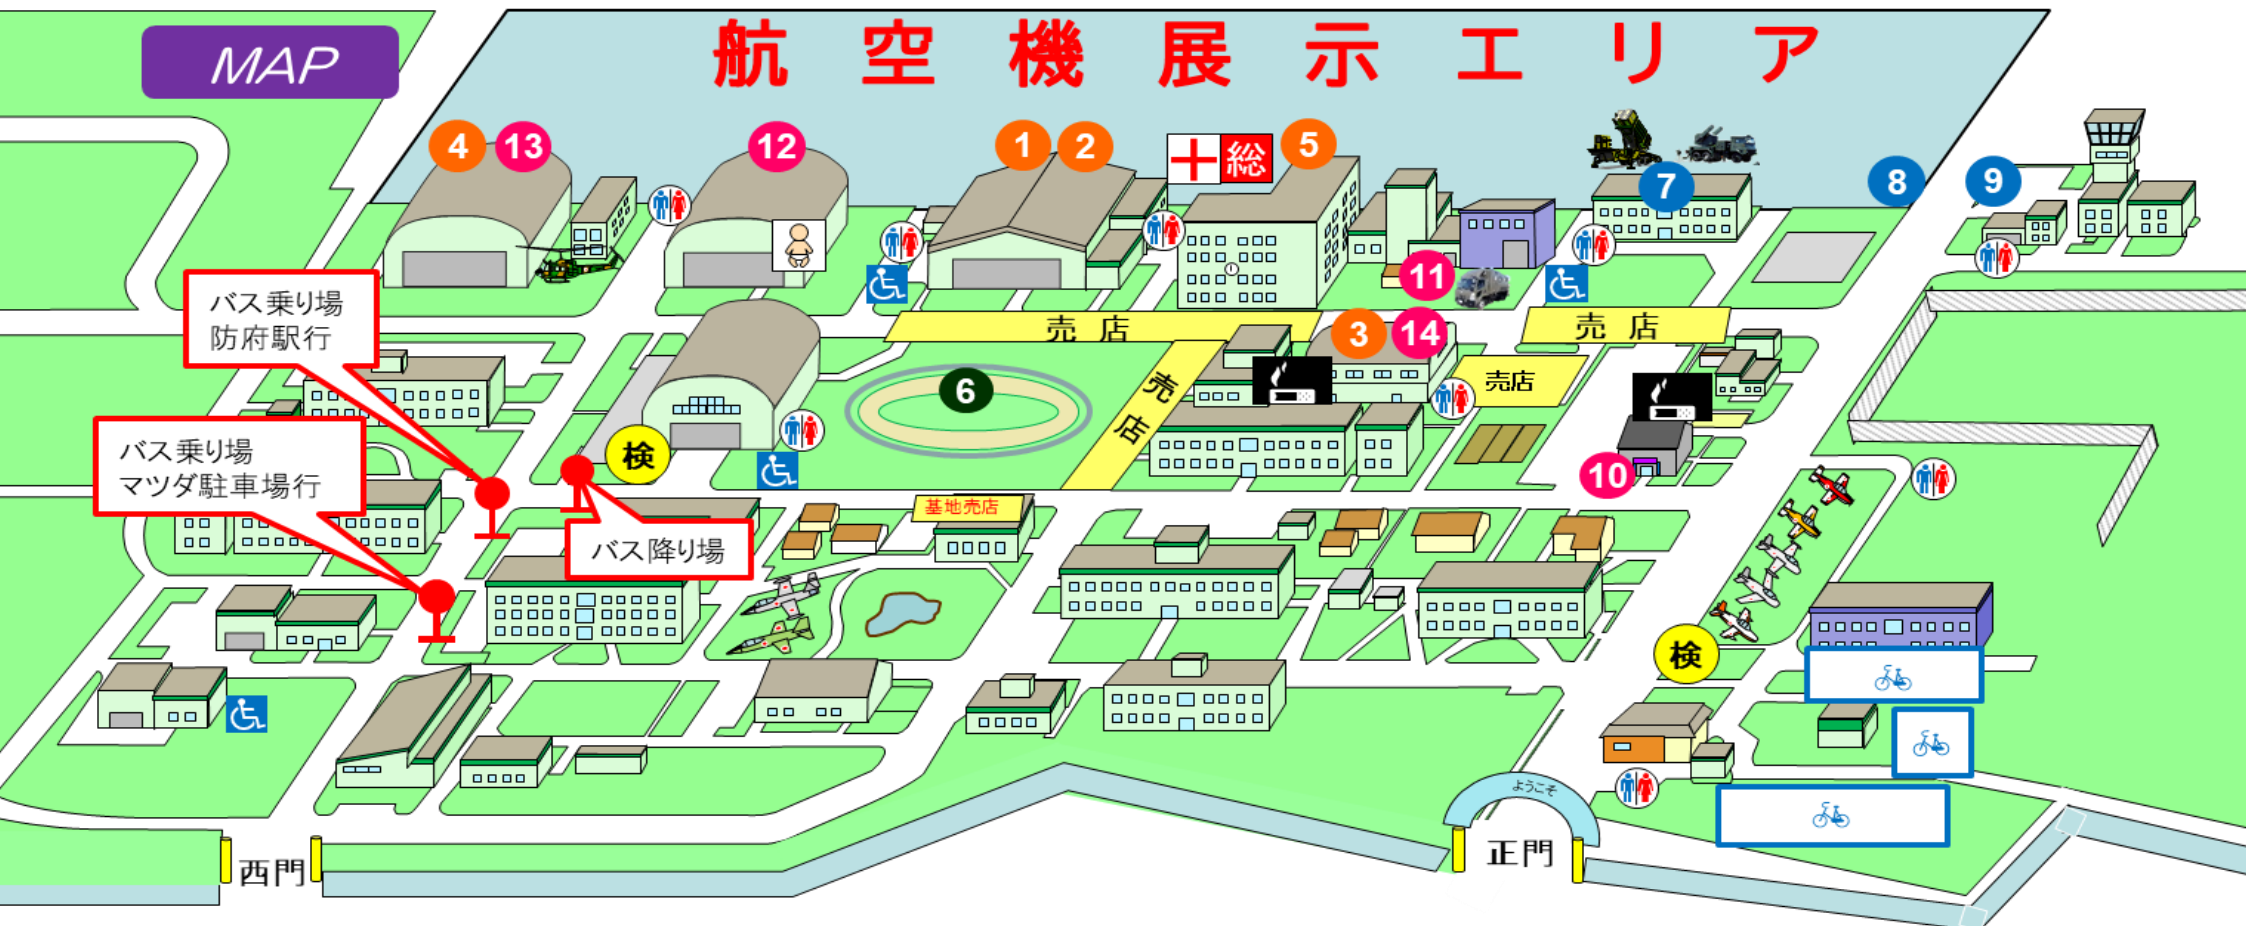 MAP
航空機展示エリア
4
13
12
1
2
総
5
7
8
9
11
バス乗り場
防府駅行
売店
売店
3
14
売店
売店
6
検
10
バス乗り場
マツダ駐車場行
基地売店
バス降り場
検
ようこそ
西門
正門